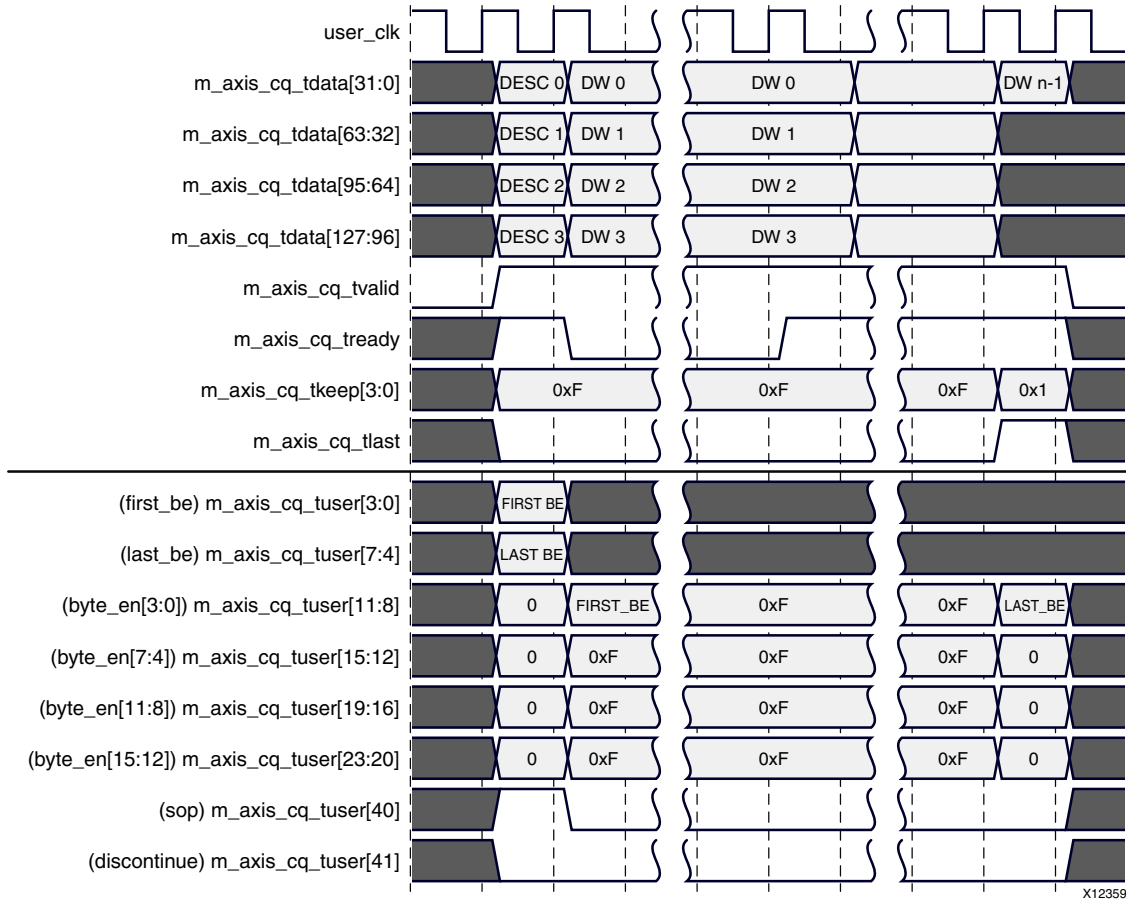 user_clk
m_axis_cq_tdata[31:0] DESC 0 DW 0 DW 0 DW n-1
m_axis_cq_tdata[63:32] DESC 1 DW 1 DW 1
m_axis_cq_tdata[95:64] DESC 2 DW 2 DW 2
m_axis_cq_tdata[127:96] DESC 3 DW 3 DW 3
m_axis_cq_tvalid
m_axis_cq_tready
m_axis_cq_tkeep[3:0] 0xF 0xF 0xF 0x1
m_axis_cq_tlast
(first_be) m_axis_cq_tuser[3:0] FIRST BE
(last_be) m_axis_cq_tuser[7:4] LAST BE
(byte_en[3:0]) m_axis_cq_tuser[11:8] 0 FIRST_BE 0xF 0xF LAST_BE
(byte_en[7:4]) m_axis_cq_tuser[15:12] 0 0xF 0xF 0xF 0
(byte_en[11:8]) m_axis_cq_tuser[19:16] 0 0xF 0xF 0xF 0
(byte_en[15:12]) m_axis_cq_tuser[23:20] 0 0xF 0xF 0xF 0
(sop) m_axis_cq_tuser[40]
(discontinue) m_axis_cq_tuser[41]
X12359